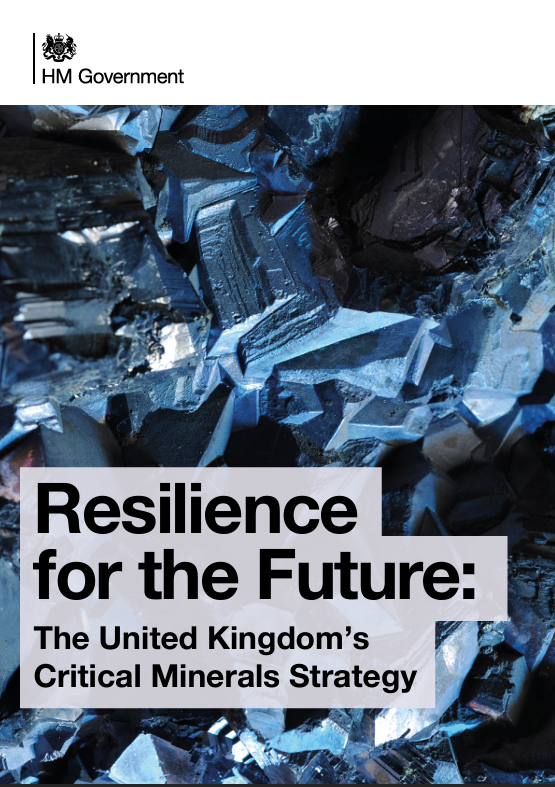 HM Government
Resilience
for the Future:
The United Kingdom’s
Critical Minerals Strategy